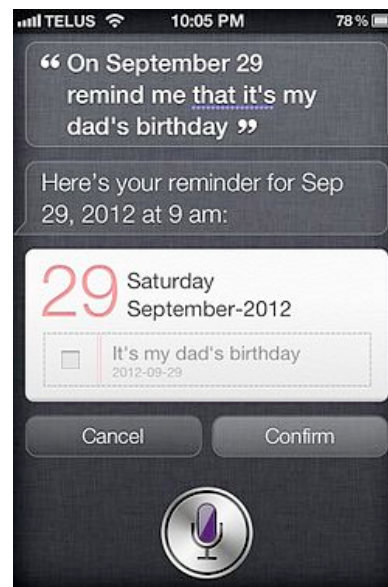 TELUS 10:05 PM 78 %
“ On September 29
remind me that it's my
dad's birthday ”
Here's your reminder for Sep
29, 2012 at 9 am:
29 Saturday
September-2012
It's my dad's birthday
2012-09-29
Cancel Confirm